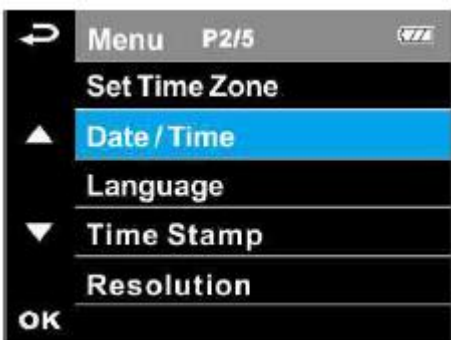 Menu P2/5
Set Time Zone
Date / Time
Language
Time Stamp
Resolution
OK